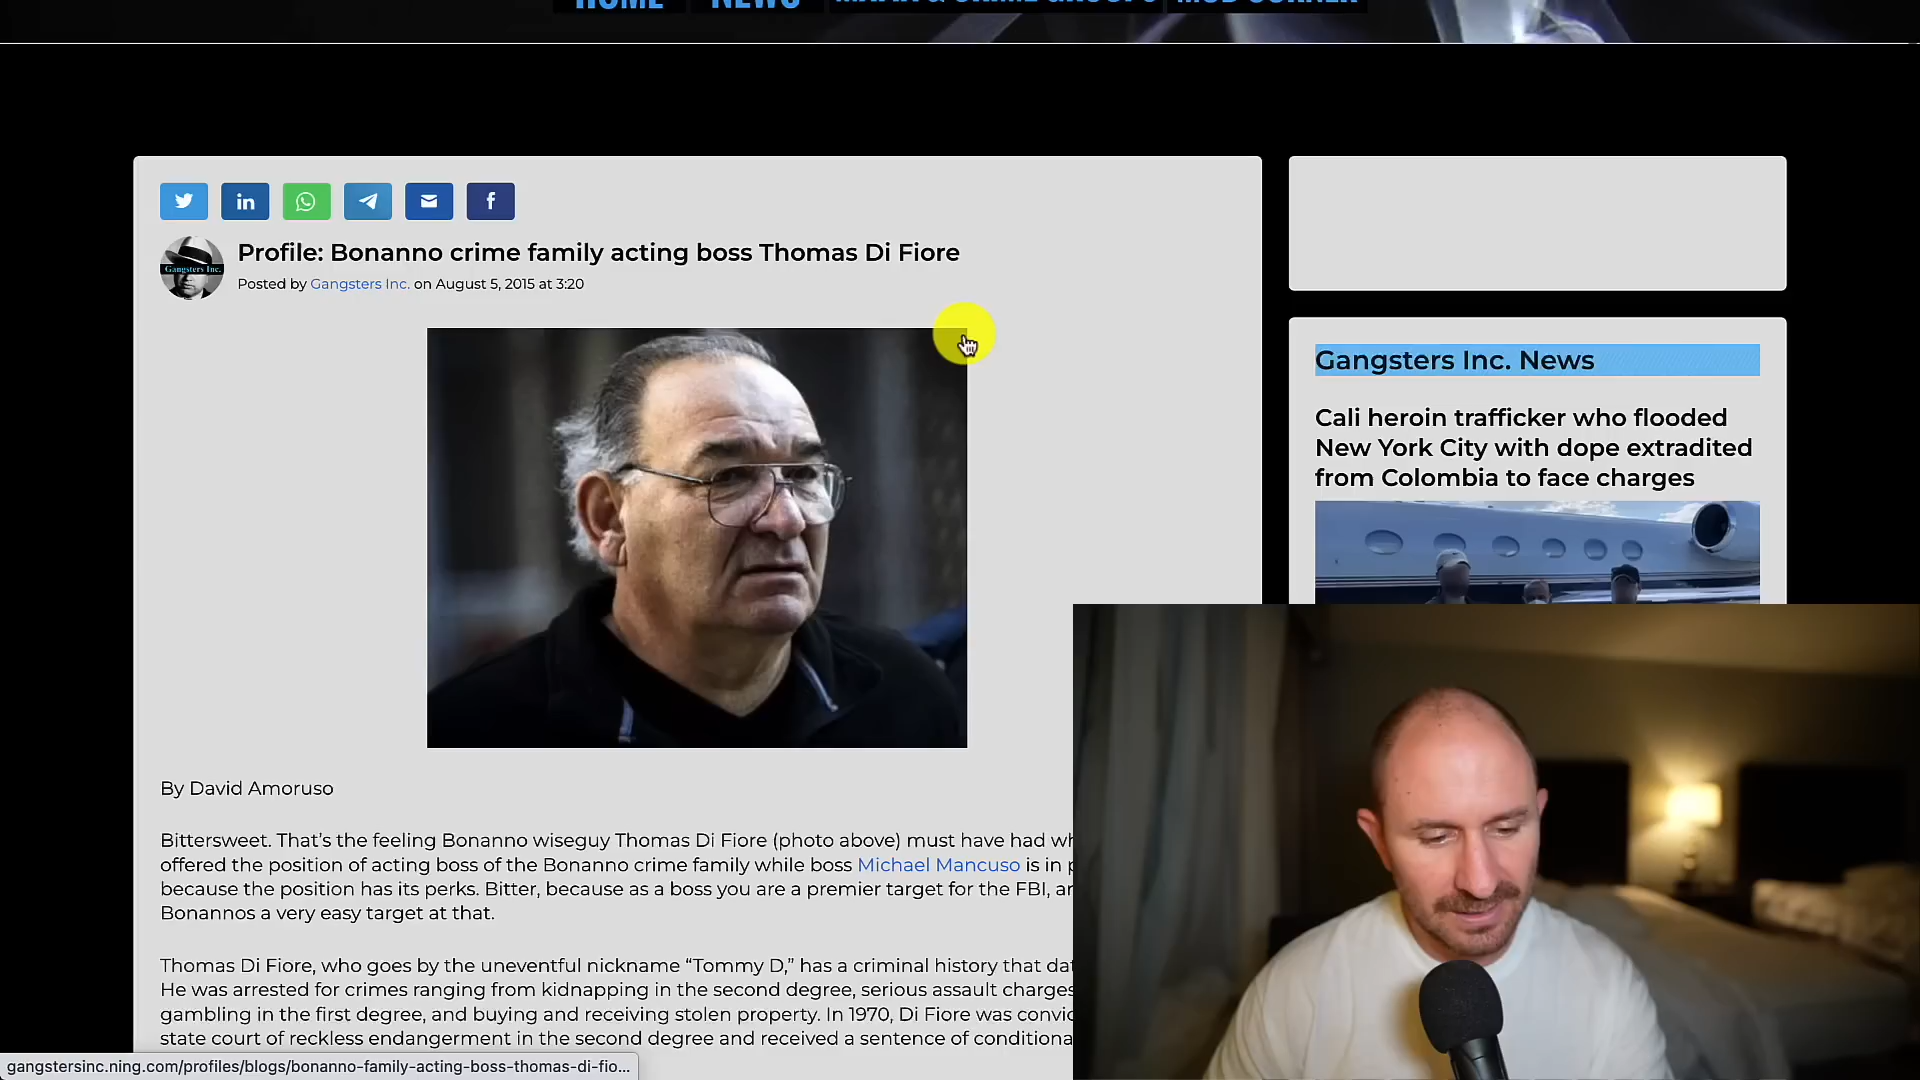 HOME NEWS MAFIA & CRIME GROUPS MOB CORNER
in
f
Gangsters Inc.
Profile: Bonanno crime family acting boss Thomas Di Fiore
Posted by Gangsters Inc. on August 5, 2015 at 3:20
By David Amoruso
Bittersweet. That's the feeling Bonanno wiseguy Thomas Di Fiore (photo above) must have had
offered the position of acting boss of the Bonanno crime family while boss Michael Mancuso is in
because the position has its perks. Bitter, because as a boss you are a premier target for the FBI,
Bonannos a very easy target at that.
Thomas Di Fiore, who goes by the uneventful nickname “Tommy D,” has a criminal history that
He was arrested for crimes ranging from kidnapping in the second degree, serious assault charges
gambling in the first degree, and buying and receiving stolen property. In 1970, Di Fiore was
state court of reckless endangerment in the second degree and received a sentence of
gangstersinc.ning.com/profiles/blogs/bonanno-family-acting-boss-thomas-di-fio...
Gangsters Inc. News
Cali heroin trafficker who flooded
New York City with dope extradited
from Colombia to face charges